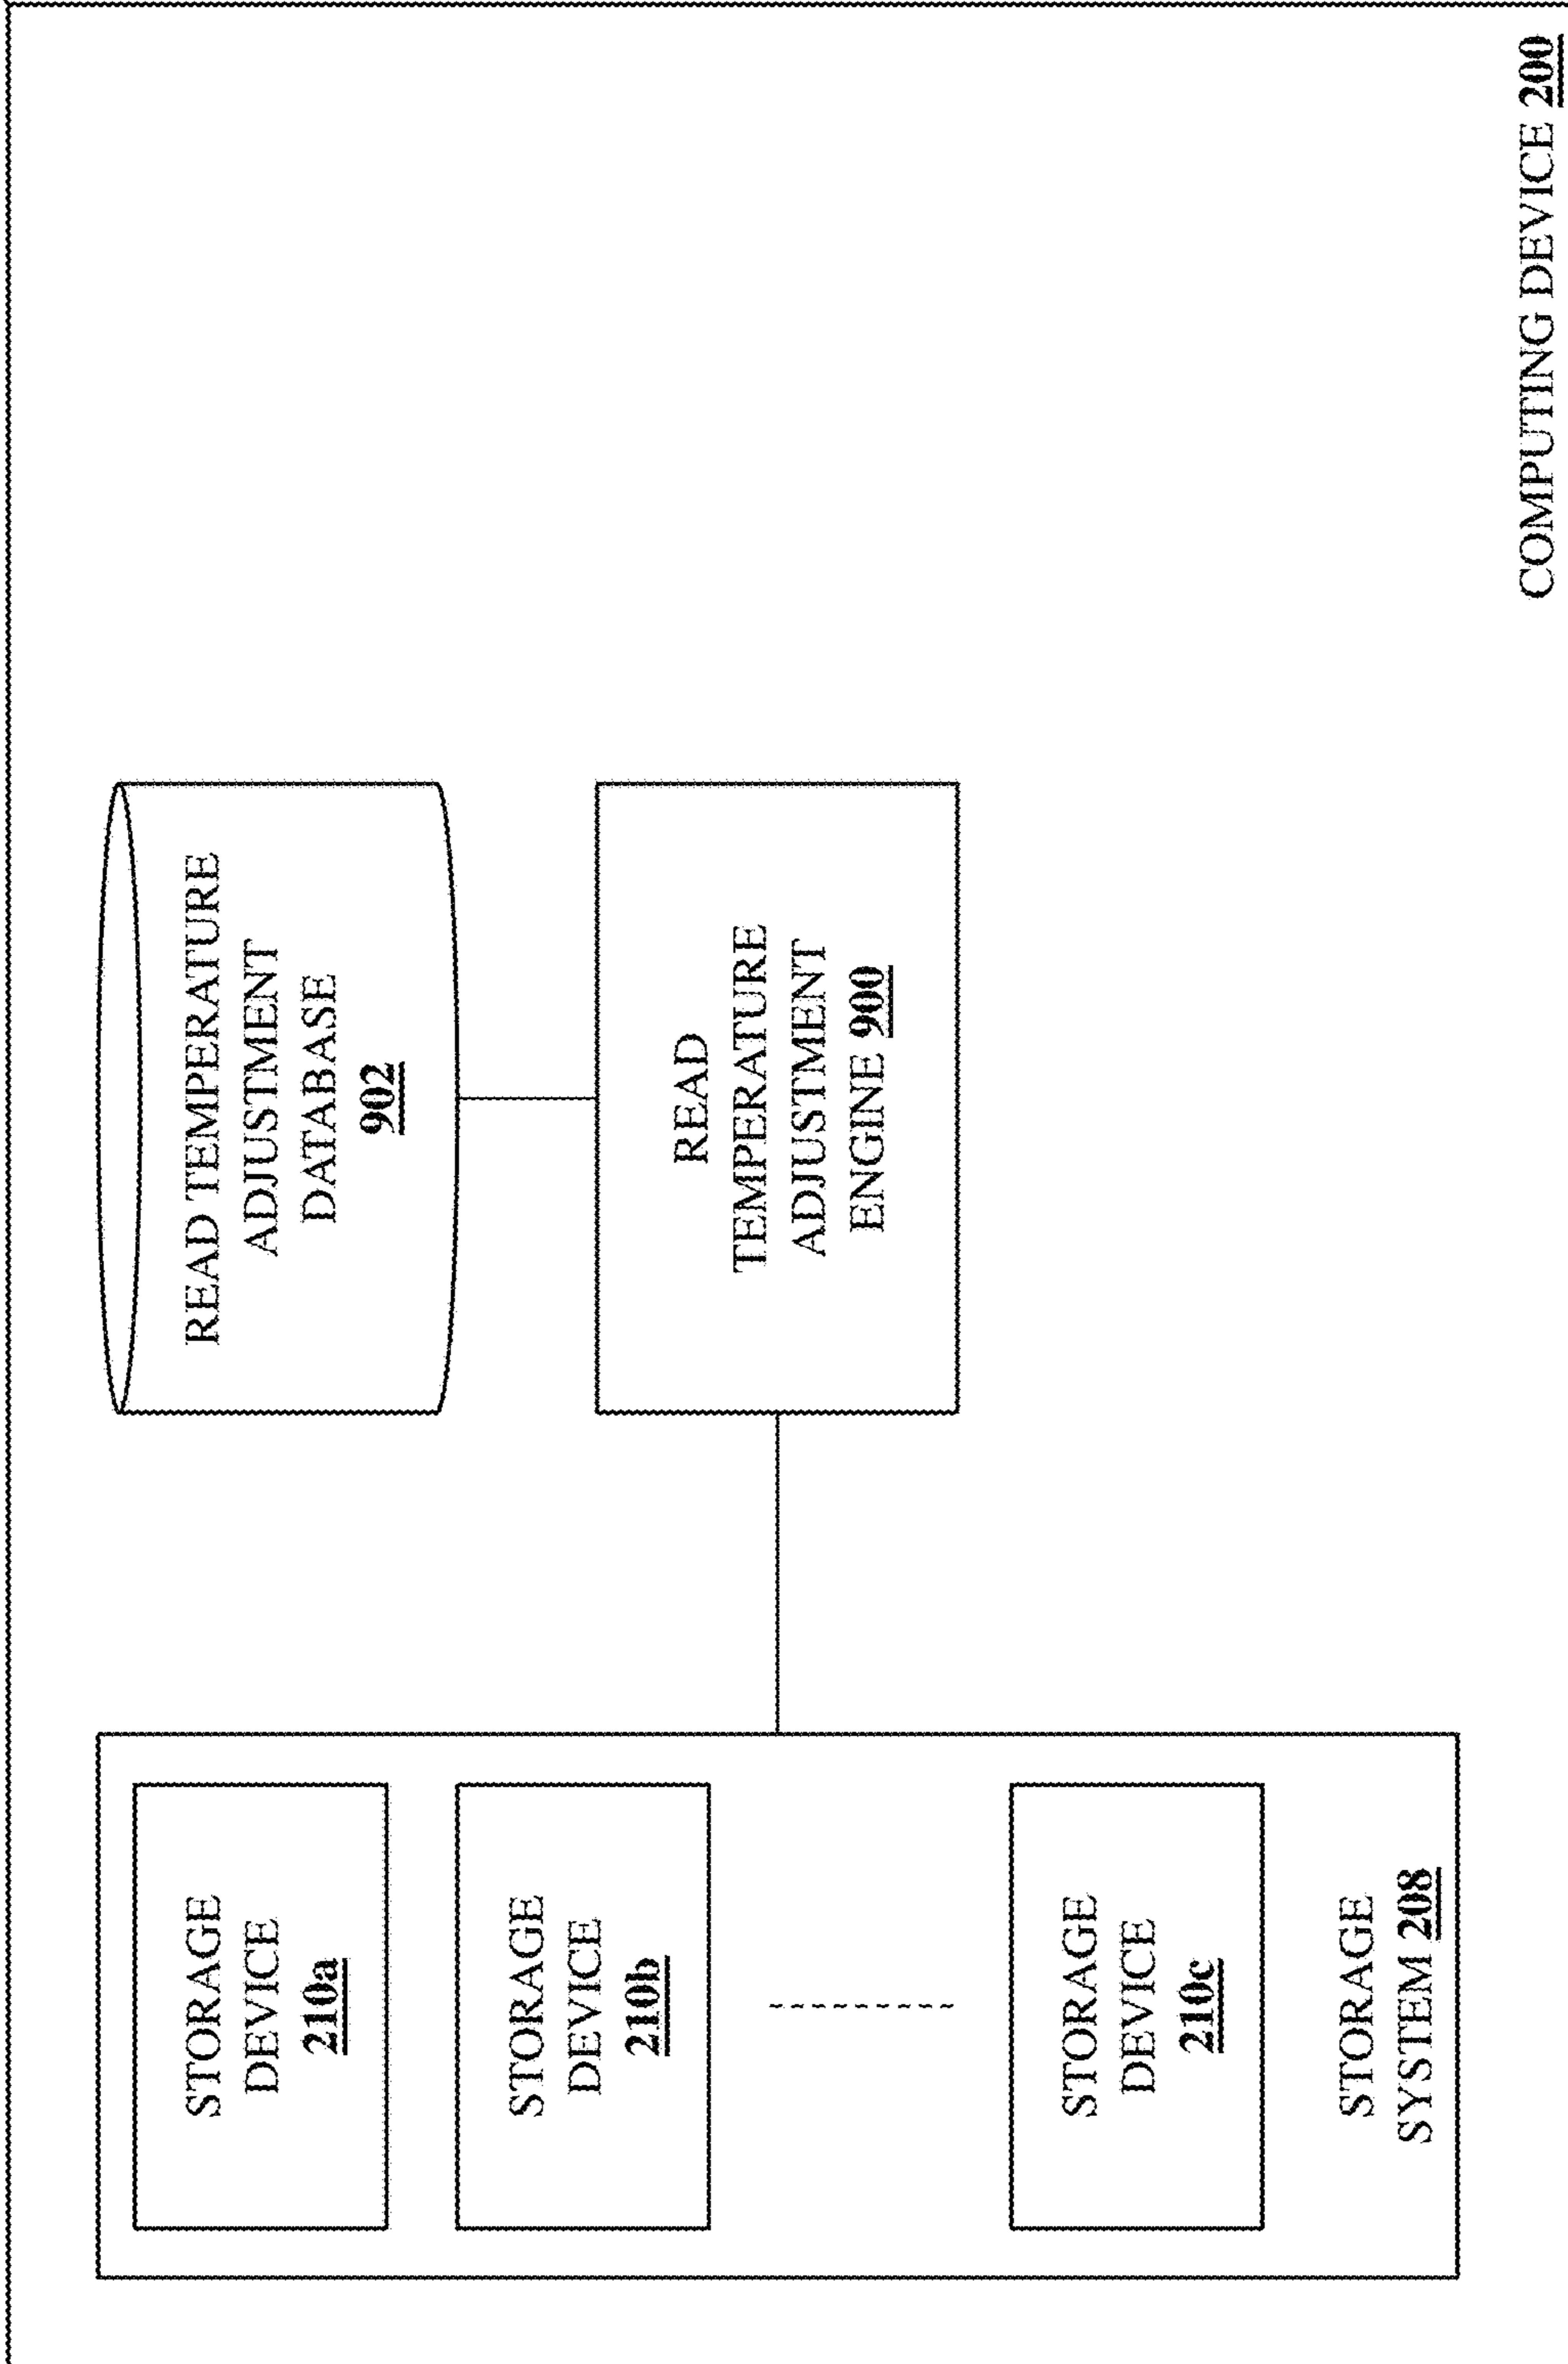 STORAGE
DEVICE
210a
STORAGE
DEVICE
210b
STORAGE
DEVICE
210c
STORAGE
SYSTEM 208
READ TEMPERATURE
ADJUSTMENT
DATABASE
902
READ
TEMPERATURE
ADJUSTMENT
ENGINE 900
COMPUTING DEVICE 200